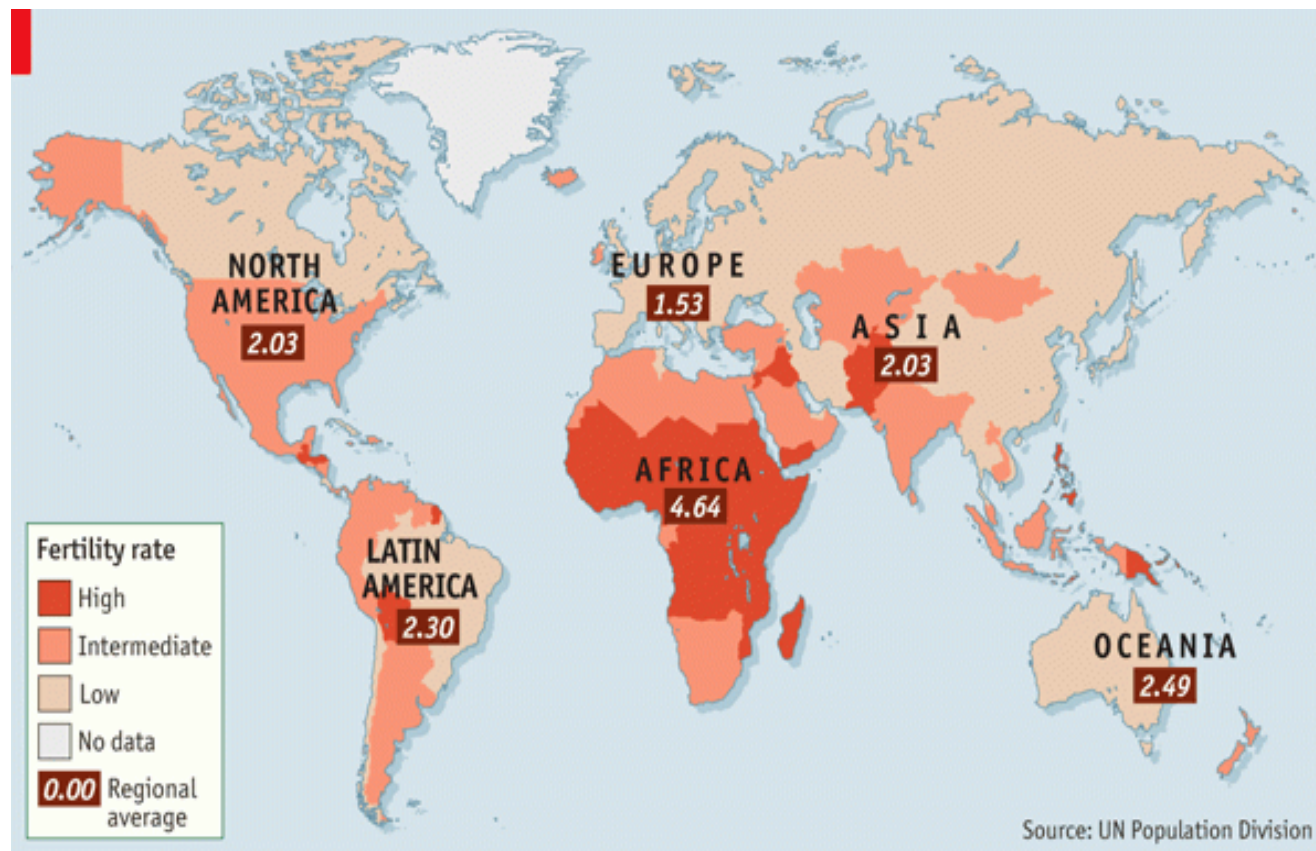 NORTH
AMERICA
2.03
EUROPE
1.53
ASIA
2.03
AFRICA
4.64
LATIN
AMERICA
2.30
OCEANIA
2.49
Fertility rate
High
Intermediate
Low
No data
0.00 Regional
average
Source: UN Population Division